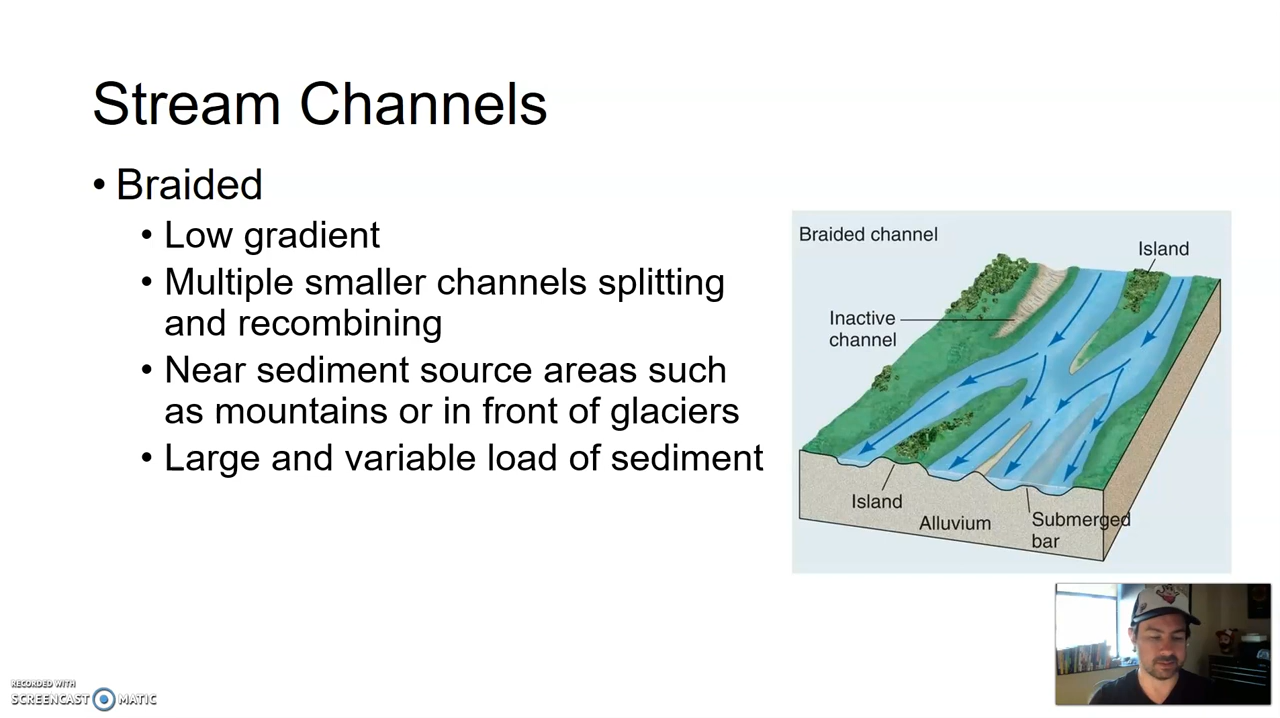 Stream Channels
• Braided
• Low gradient
• Multiple smaller channels splitting
and recombining
• Near sediment source areas such
as mountains or in front of glaciers
• Large and variable load of sediment
Braided channel
Island
Inactive
channel
Island
Alluvium
Submerged
bar
RECORDED WITH
SCREENCAST MATIC